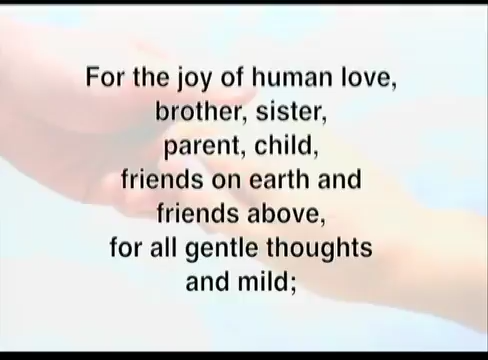 For the joy of human love,
brother, sister,
parent, child,
friends on earth and
friends above,
for all gentle thoughts
and mild;